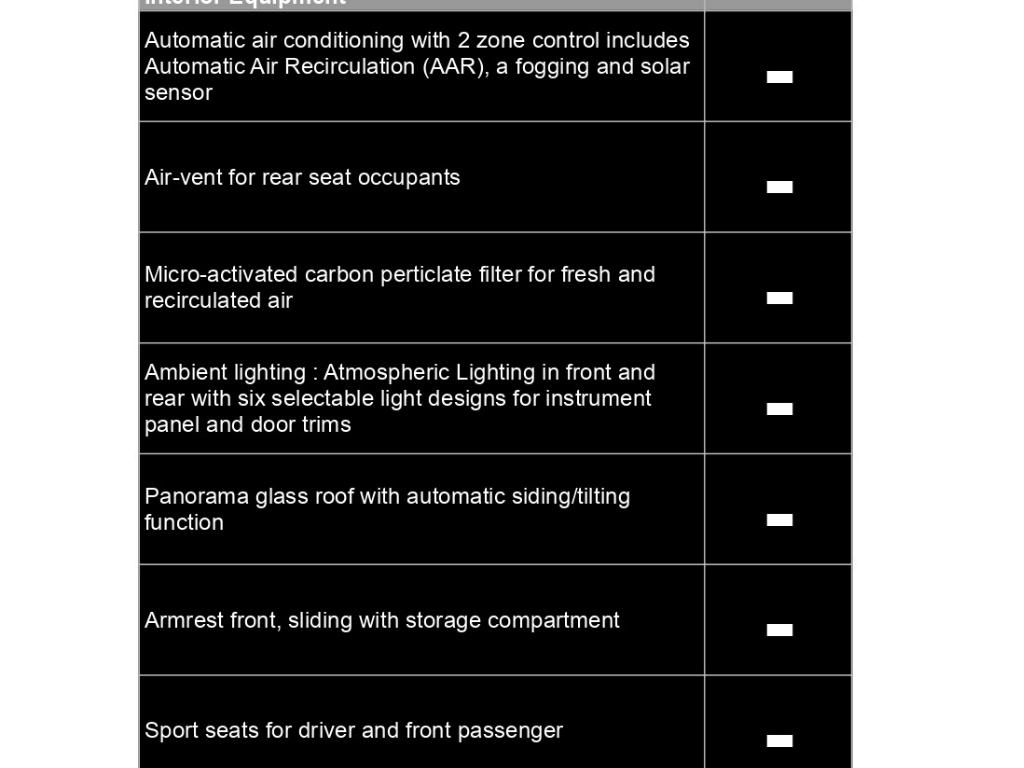 Interior Equipment
Automatic air conditioning with 2 zone control includes
Automatic Air Recirculation (AAR), a fogging and solar
sensor
Air-vent for rear seat occupants
Micro-activated carbon perticlate filter for fresh and
recirculated air
Ambient lighting : Atmospheric Lighting in front and
rear with six selectable light designs for instrument
panel and door trims
Panorama glass roof with automatic siding/tilting
function
Armrest front, sliding with storage compartment
Sport seats for driver and front passenger